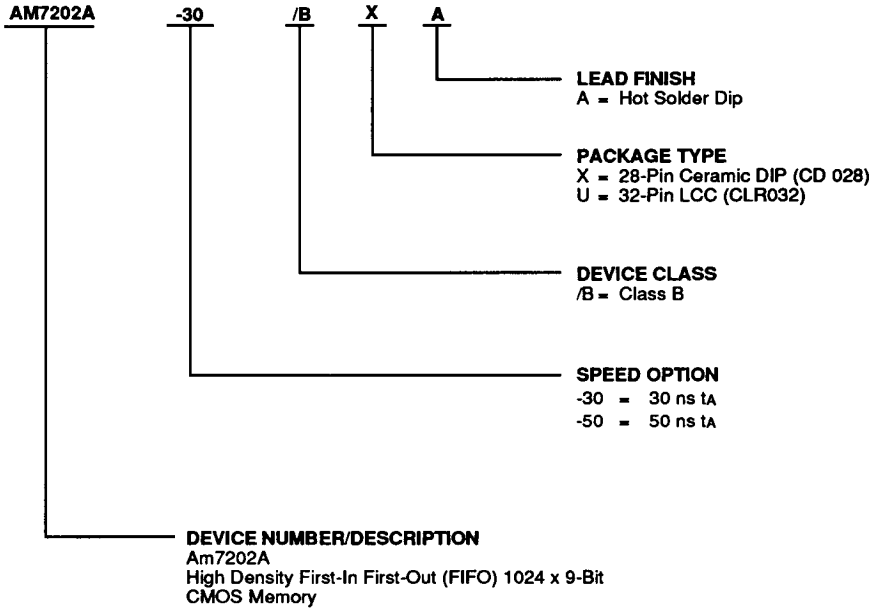 AM7202A -30 /B X A
LEAD FINISH
A = Hot Solder Dip
PACKAGE TYPE
X = 28-Pin Ceramic DIP (CD 028)
U = 32-Pin LCC (CLR032)
DEVICE CLASS
/B = Class B
SPEED OPTION
-30 = 30 ns tA
-50 = 50 ns tA
DEVICE NUMBER/DESCRIPTION
Am7202A
High Density First-In First-Out (FIFO) 1024 x 9-Bit
CMOS Memory